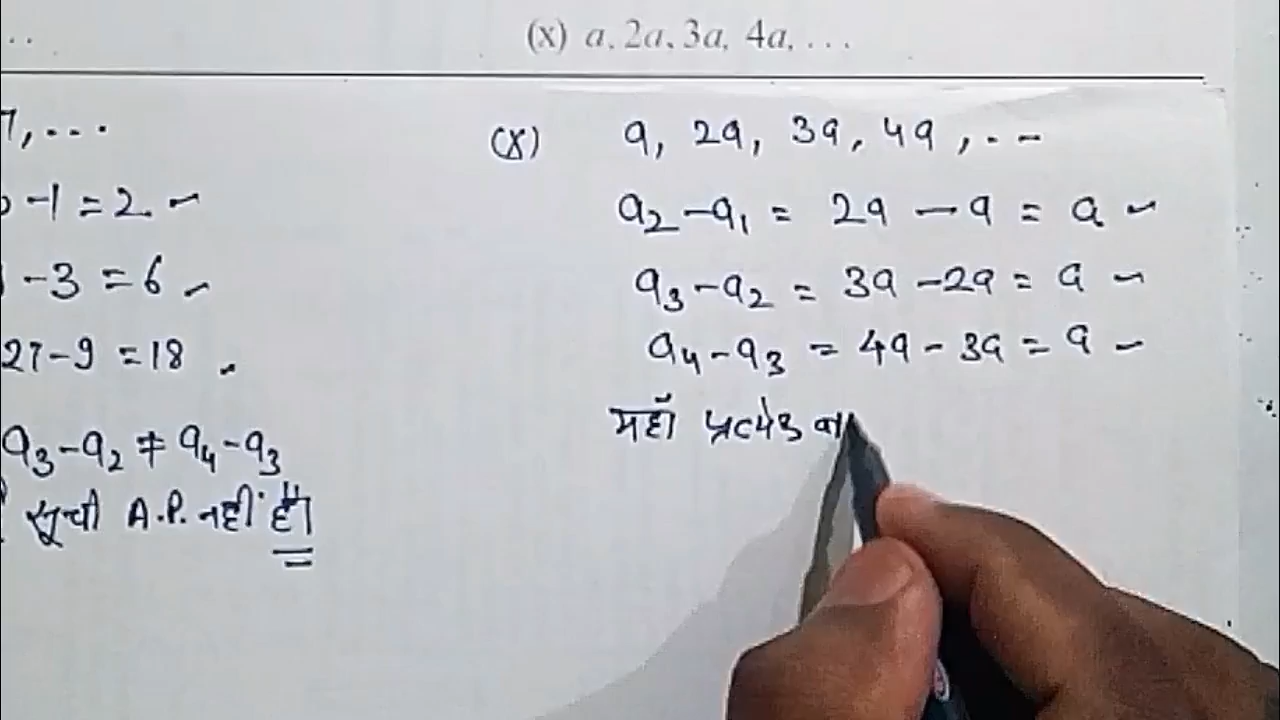 (x) a, 2a, 3a, 4a, ...
7, ...
-1 = 2
-3 = 6
27 - 9 = 18
a₃ - a₂ ≠ a₄ - a₃
सूची A.P. नहीं है।
(x) a, 2a, 3a, 4a, ...
a₂ - a₁ = 2a - a = a
a₃ - a₂ = 3a - 2a = a
a₄ - a₃ = 4a - 3a = a
यहाँ प्रत्येक